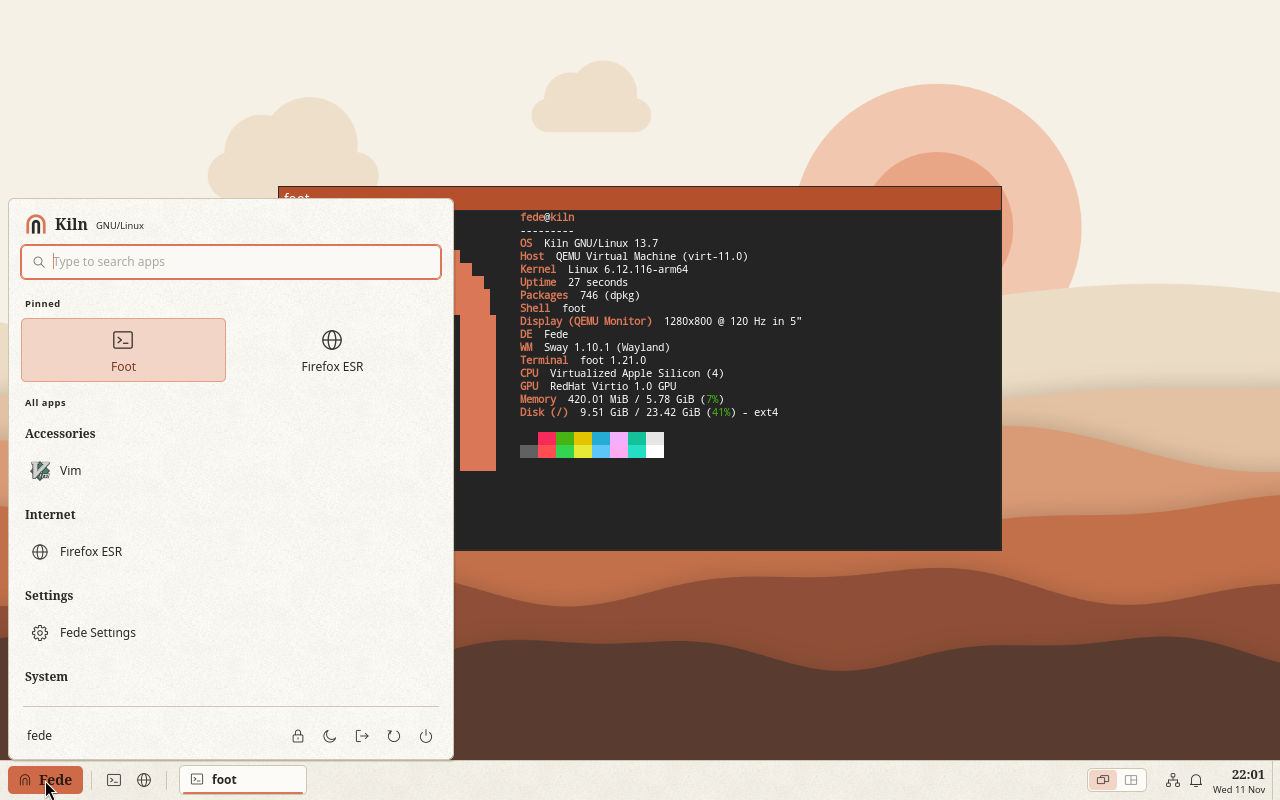 foot
Kiln GNU/Linux
Type to search apps
Pinned
Foot
Firefox ESR
All apps
Accessories
Vim
Internet
Firefox ESR
Settings
Fede Settings
System
fede
fede@kiln
---------
OS Kiln GNU/Linux 13.7
Host QEMU Virtual Machine (virt-11.0)
Kernel Linux 6.12.116-arm64
Uptime 27 seconds
Packages 746 (dpkg)
Shell foot
Display (QEMU Monitor) 1280x800 @ 120 Hz in 5"
DE Fede
WM Sway 1.10.1 (Wayland)
Terminal foot 1.21.0
CPU Virtualized Apple Silicon (4)
GPU RedHat Virtio 1.0 GPU
Memory 420.01 MiB / 5.78 GiB (7%)
Disk (/) 9.51 GiB / 23.42 GiB (41%) - ext4
Fede
foot
22:01
Wed 11 Nov